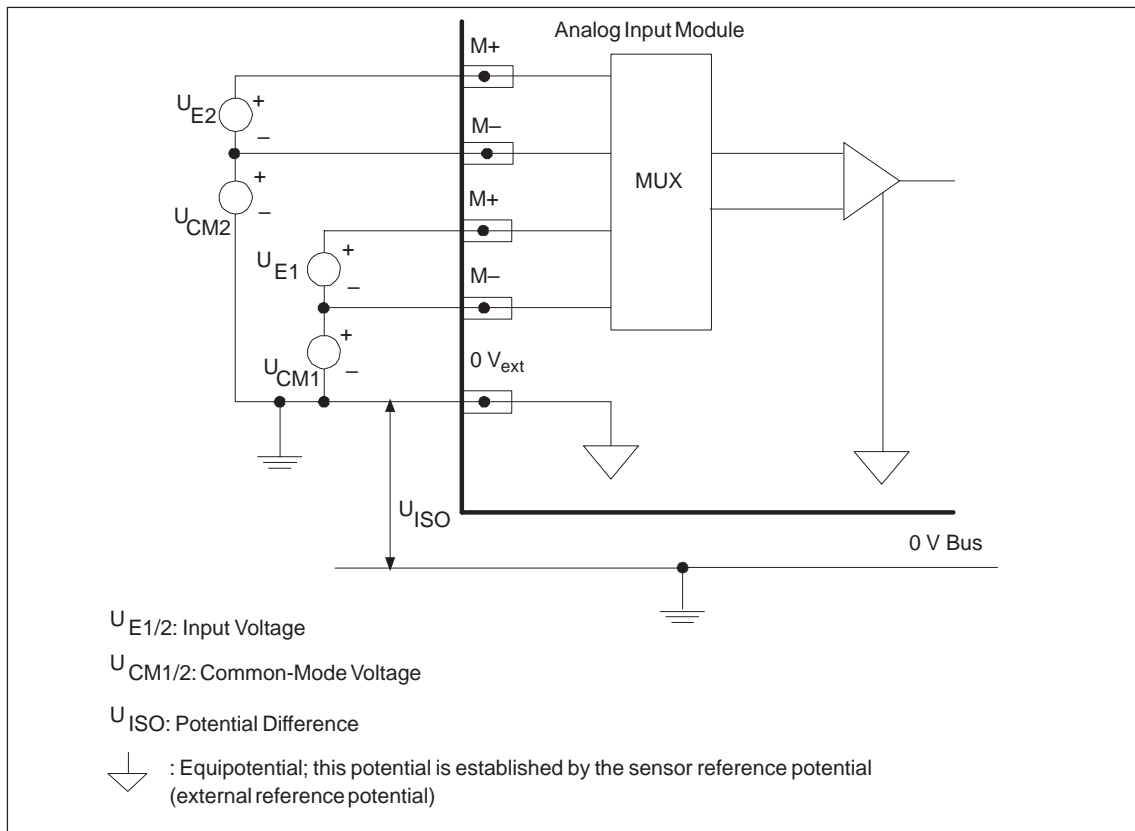 Analog Input Module
M+
U E2
+
–
M–
+
–
U CM2
MUX
M+
U E1
+
–
M–
+
–
U CM1
0 Vext
U ISO
0 V Bus
U E1/2: Input Voltage
U CM1/2: Common-Mode Voltage
U ISO: Potential Difference
: Equipotential; this potential is established by the sensor reference potential
(external reference potential)